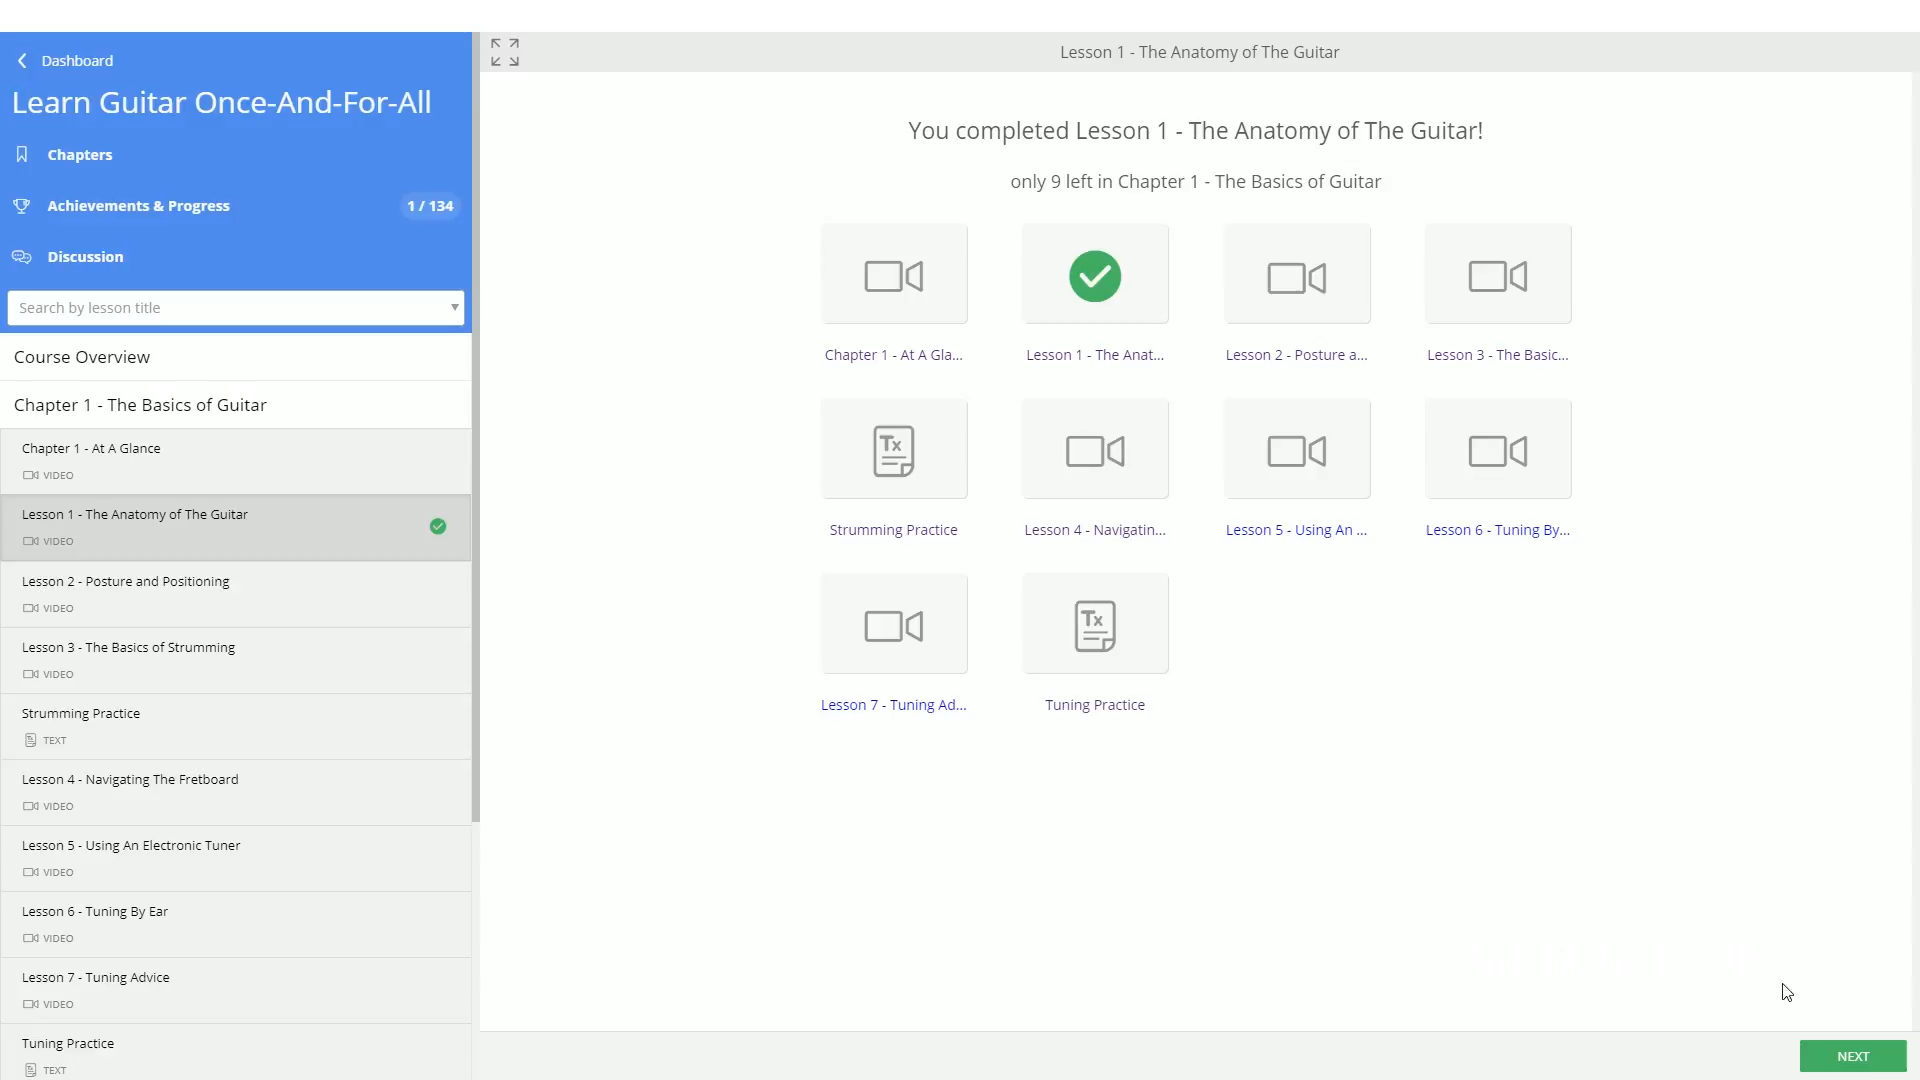 Dashboard
Learn Guitar Once-And-For-All
Chapters
Achievements & Progress 1 / 134
Discussion
Search by lesson title
Course Overview
Chapter 1 - The Basics of Guitar
Chapter 1 - At A Glance
VIDEO
Lesson 1 - The Anatomy of The Guitar
VIDEO
Lesson 2 - Posture and Positioning
VIDEO
Lesson 3 - The Basics of Strumming
VIDEO
Strumming Practice
Tx TEXT
Lesson 4 - Navigating The Fretboard
VIDEO
Lesson 5 - Using An Electronic Tuner
VIDEO
Lesson 6 - Tuning By Ear
VIDEO
Lesson 7 - Tuning Advice
VIDEO
Tuning Practice
Tx TEXT
Lesson 1 - The Anatomy of The Guitar
You completed Lesson 1 - The Anatomy of The Guitar!
only 9 left in Chapter 1 - The Basics of Guitar
Chapter 1 - At A Gla...
Lesson 1 - The Anat...
Lesson 2 - Posture a...
Lesson 3 - The Basic...
Tx
Strumming Practice
Lesson 4 - Navigatin...
Lesson 5 - Using An ...
Lesson 6 - Tuning By...
Lesson 7 - Tuning Ad...
Tx
Tuning Practice
NEXT